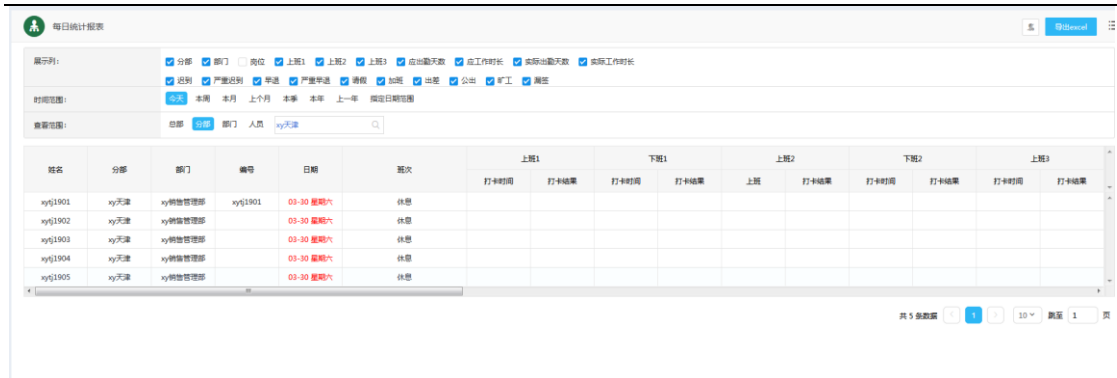 每日统计报表 导出excel
展示列: 分部 部门 岗位 上班1 上班2 上班3 应出勤天数 应工作时长 实际出勤天数 实际工作时长
迟到 严重迟到 早退 严重早退 请假 加班 出差 公出 旷工 漏签
时间范围: 今天 本周 本月 上个月 本季 本年 上一年 指定日期范围
查看范围: 总部 分部 部门 人员 xy天津
姓名 分部 部门 编号 日期 班次 上班1 下班1 上班2 下班2 上班3
打卡时间 打卡结果 打卡时间 打卡结果 上班 打卡结果 打卡时间 打卡结果 打卡时间 打卡结果
xytj1901 xy天津 xy销售管理部 xytj1901 03-30 星期六 休息
xytj1902 xy天津 xy销售管理部 03-30 星期六 休息
xytj1903 xy天津 xy销售管理部 03-30 星期六 休息
xytj1904 xy天津 xy销售管理部 03-30 星期六 休息
xytj1905 xy天津 xy销售管理部 03-30 星期六 休息
共 5 条数据 1 10 跳至 1 页